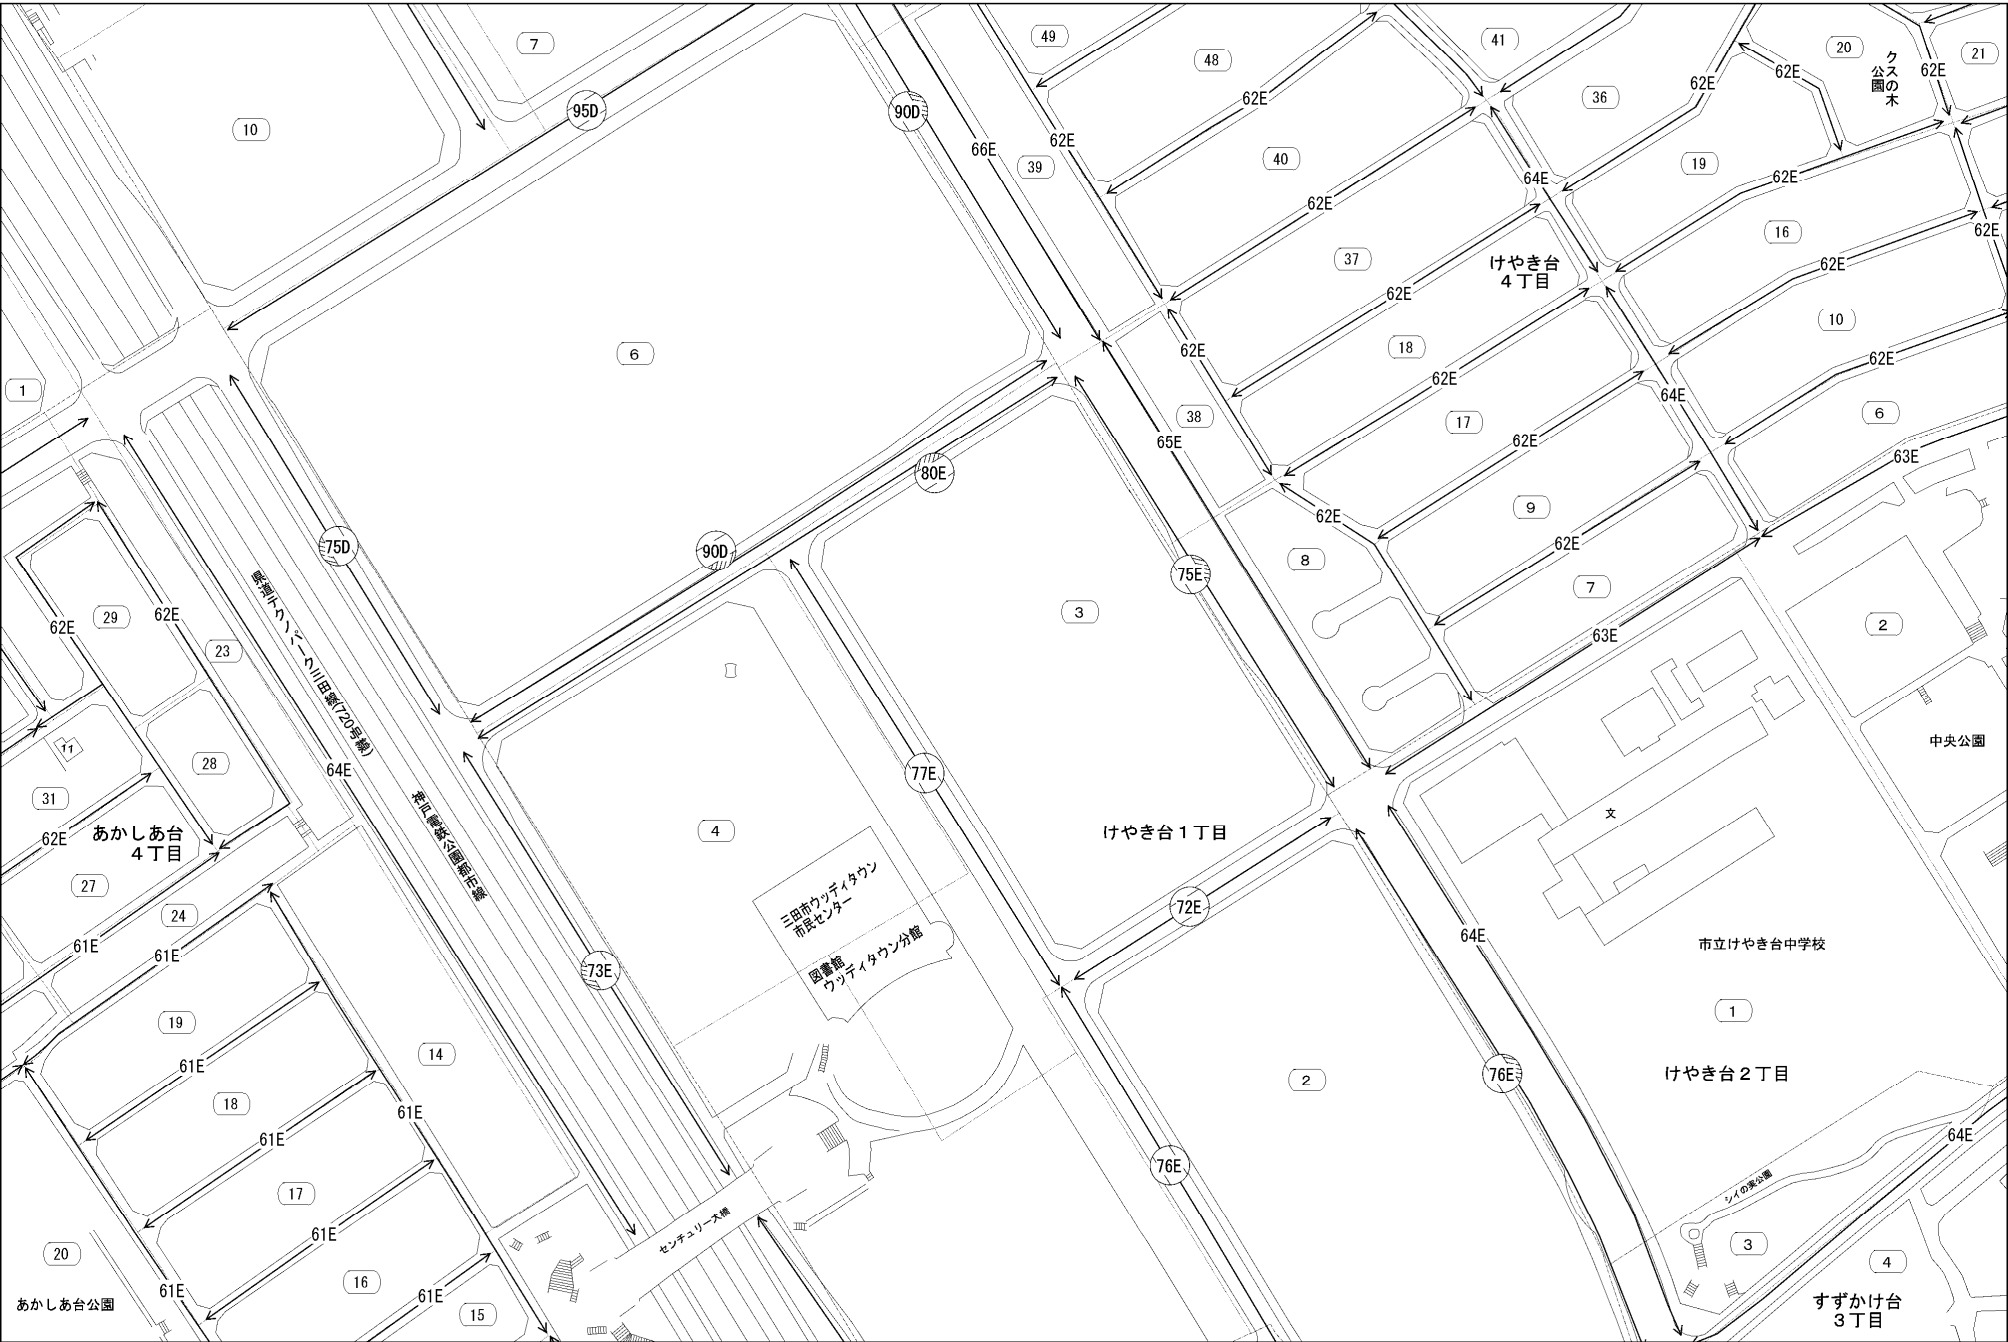 7
49
48
41
20
クスの木
公園
21
10
95D
90D
62E
62E
62E
62E
66E
62E
36
39
40
19
62E
64E
62E
62E
16
62E
37
けやき台
4丁目
62E
62E
10
6
62E
18
62E
62E
1
38
17
64E
6
65E
62E
63E
80E
9
62E
62E
90D
75D
8
75E
7
29
62E
62E
3
63E
2
23
県道テクノパーク三田線(720号線)
中央公園
11
28
64E
77E
31
62E
あかしあ台
4丁目
神戸電鉄公園都市線
4
けやき台1丁目
文
27
24
三田市ウッディタウン
市民センター
72E
61E
61E
図書館
ウッディタウン分館
64E
市立けやき台中学校
73E
19
1
14
61E
2
76E
けやき台2丁目
18
61E
61E
64E
76E
17
シイの実公園
61E
センチュリー大橋
20
3
4
16
61E
61E
あかしあ台公園
15
すずかけ台
3丁目